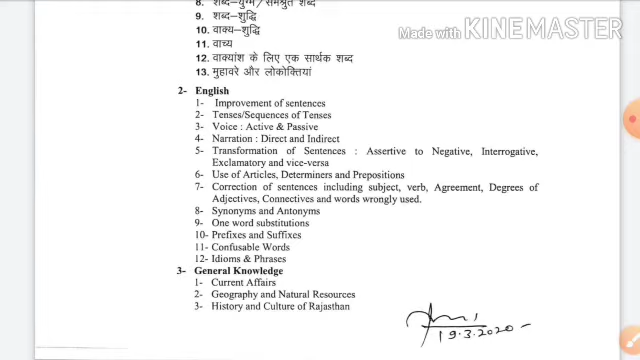 8. शब्द–युग्म / समश्रुत शब्द
9. शब्द–शुद्धि
10. वाक्य–शुद्धि
11. वाच्य
12. वाक्यांश के लिए एक सार्थक शब्द
13. मुहावरे और लोकोक्तियां
Made with KINEMASTER
2- English
1- Improvement of sentences
2- Tenses/Sequences of Tenses
3- Voice : Active & Passive
4- Narration : Direct and Indirect
5- Transformation of Sentences : Assertive to Negative, Interrogative,
Exclamatory and vice-versa
6- Use of Articles, Determiners and Prepositions
7- Correction of sentences including subject, verb, Agreement, Degrees of
Adjectives, Connectives and words wrongly used.
8- Synonyms and Antonyms
9- One word substitutions
10- Prefixes and Suffixes
11- Confusable Words
12- Idioms & Phrases
3- General Knowledge
1- Current Affairs
2- Geography and Natural Resources
3- History and Culture of Rajasthan
19.3.2020